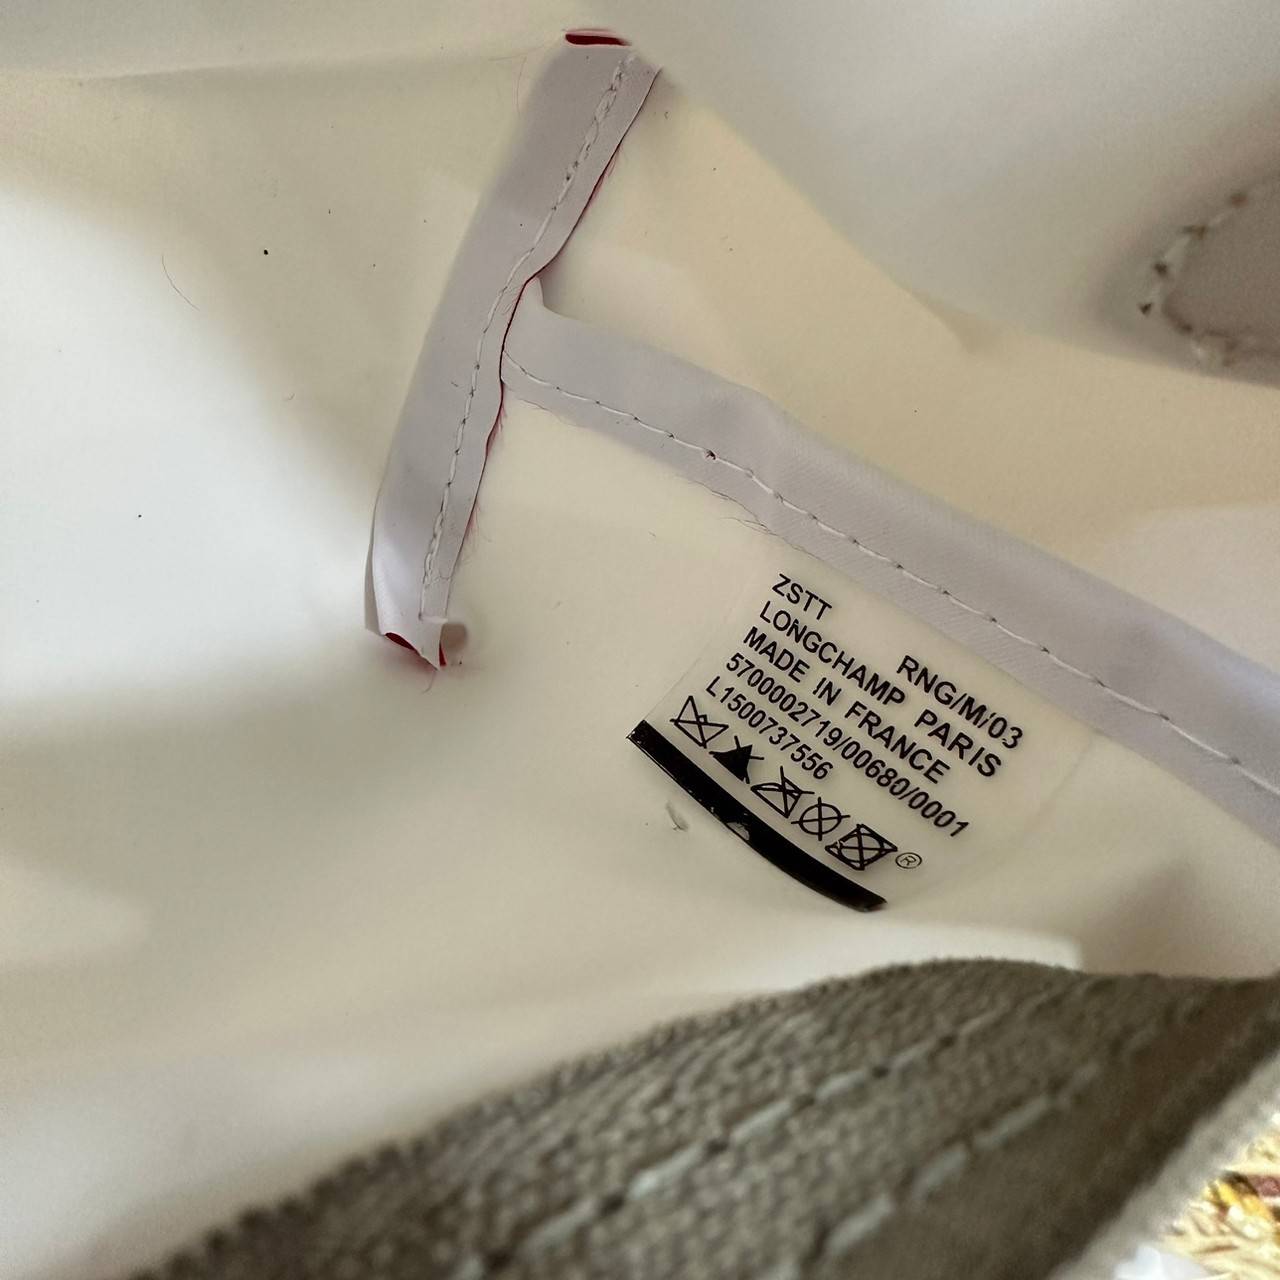 ZSTT RNG/M/03
LONGCHAMP PARIS
MADE IN FRANCE
5700002719/00680/0001
L1500737556
®